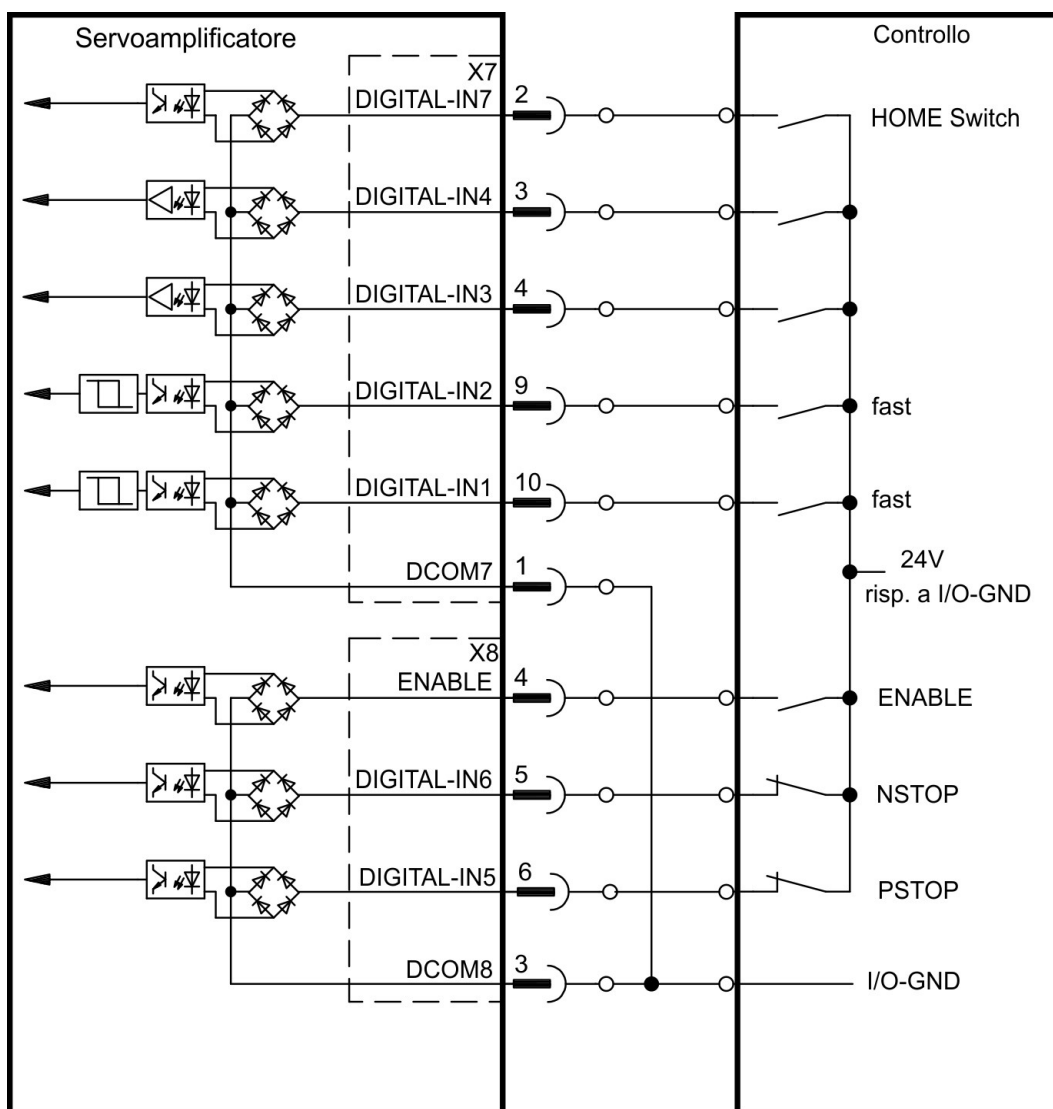 Servoamplificatore
Controllo
X7
DIGITAL-IN7
2
HOME Switch
DIGITAL-IN4
3
DIGITAL-IN3
4
DIGITAL-IN2
9
fast
DIGITAL-IN1
10
fast
DCOM7
1
24V
risp. a I/O-GND
X8
ENABLE
4
ENABLE
DIGITAL-IN6
5
NSTOP
DIGITAL-IN5
6
PSTOP
DCOM8
3
I/O-GND